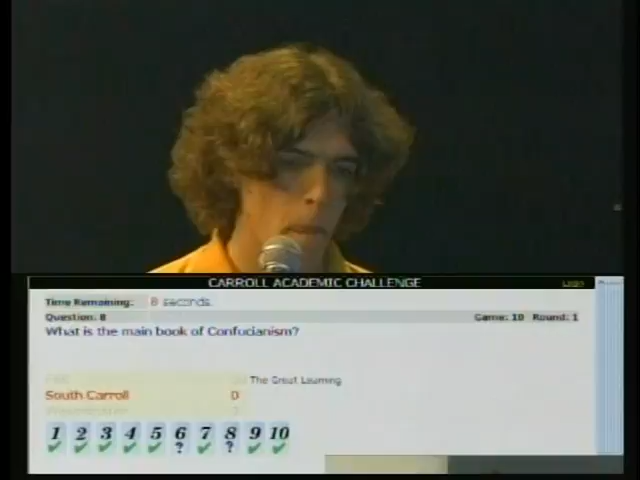 CARROLL ACADEMIC CHALLENGE
Time Remaining: 8 seconds.
Question: 8 Game: 10 Round: 1
What is the main book of Confucianism?
The Great Learning
South Carroll 0
1 2 3 4 5 6 7 8 9 10
? ?